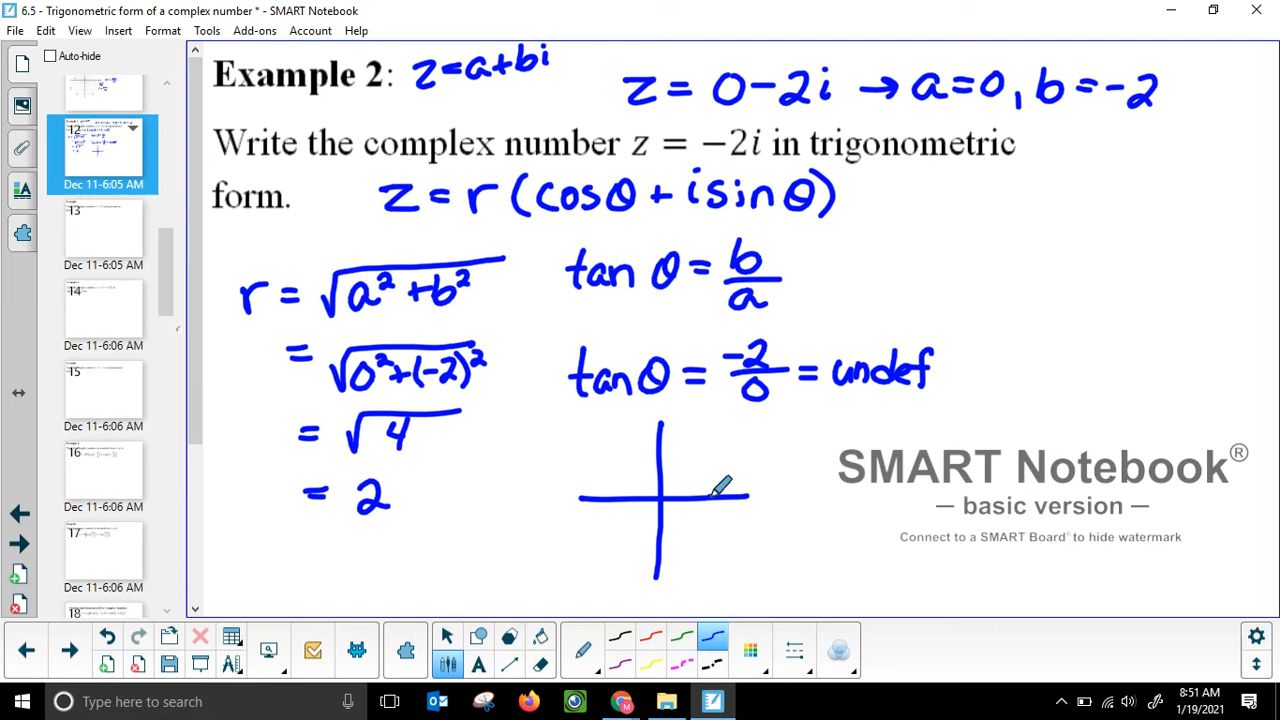 6.5 - Trigonometric form of a complex number * - SMART Notebook
File Edit View Insert Format Tools Add-ons Account Help
Auto-hide
12
Dec 11-6:05 AM
13
Dec 11-6:05 AM
14
Dec 11-6:06 AM
15
Dec 11-6:06 AM
16
Dec 11-6:06 AM
17
Dec 11-6:06 AM
18
Example 2: z=a+bi z = 0-2i → a=0, b=-2
Write the complex number z = −2i in trigonometric
form. z = r (cosθ + i sinθ)
r = √a²+b²
= √0²+(-2)²
= √4
= 2
tan θ = b/a
tan θ = -2/0 = undef
SMART Notebook®
— basic version —
Connect to a SMART Board® to hide watermark
Type here to search
8:51 AM
1/19/2021